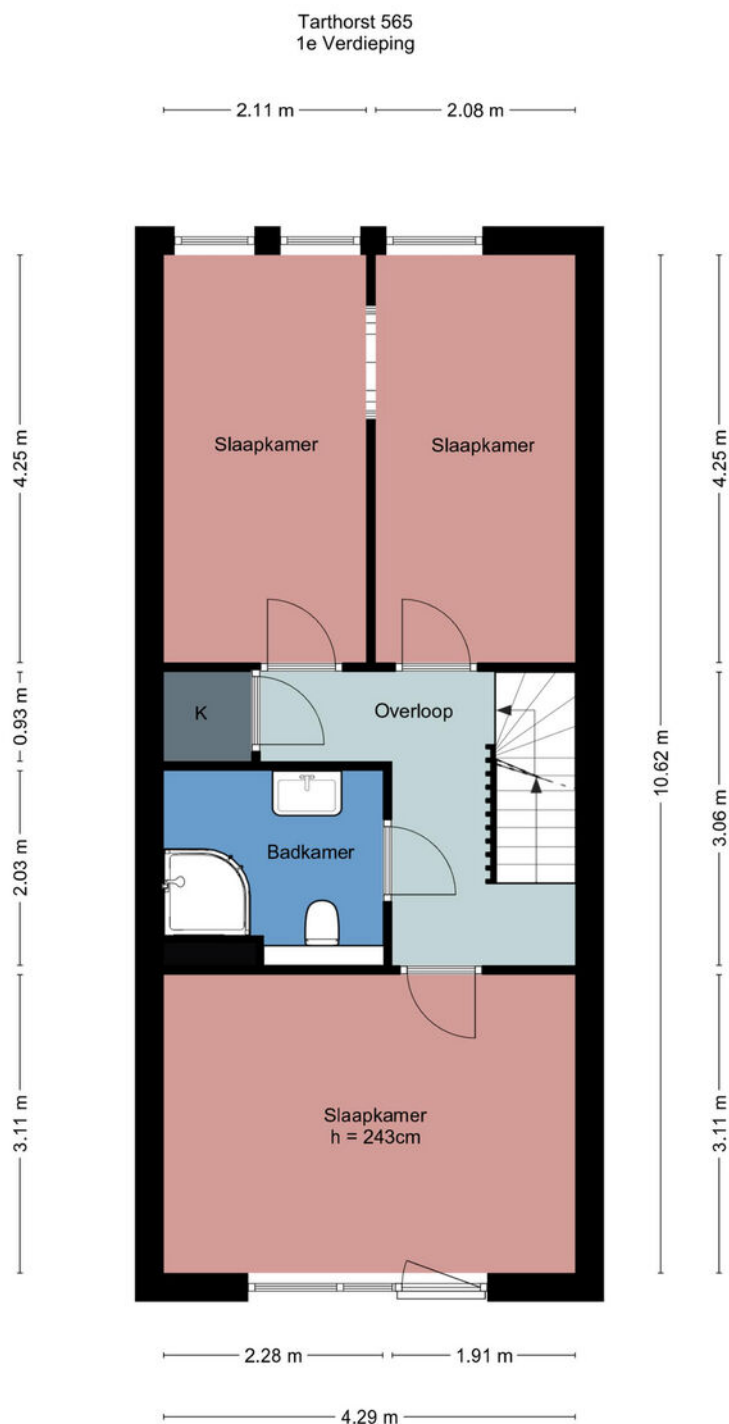 Tarthorst 565
1e Verdieping
2.11 m
2.08 m
4.25 m
4.25 m
Slaapkamer
Slaapkamer
0.93 m
K
Overloop
10.62 m
2.03 m
Badkamer
3.06 m
3.11 m
Slaapkamer
h = 243cm
3.11 m
2.28 m
1.91 m
4.29 m